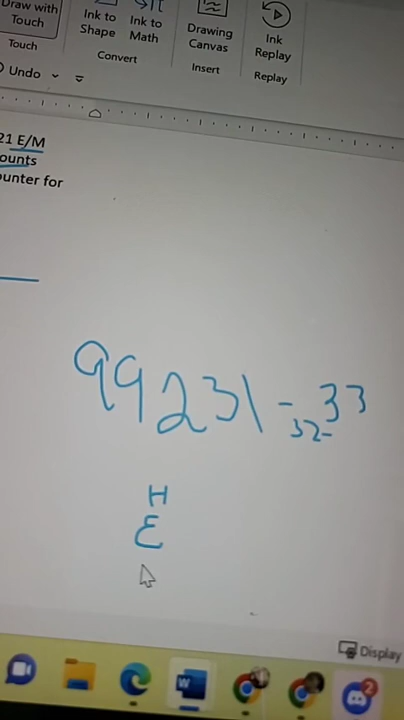 Draw with Touch
Ink to Shape
Ink to Math
Drawing Canvas
Ink Replay
Touch
Convert
Insert
Replay
Undo
21 E/M
ounts
unter for
99231 - 32- 33
H
E
Display
2